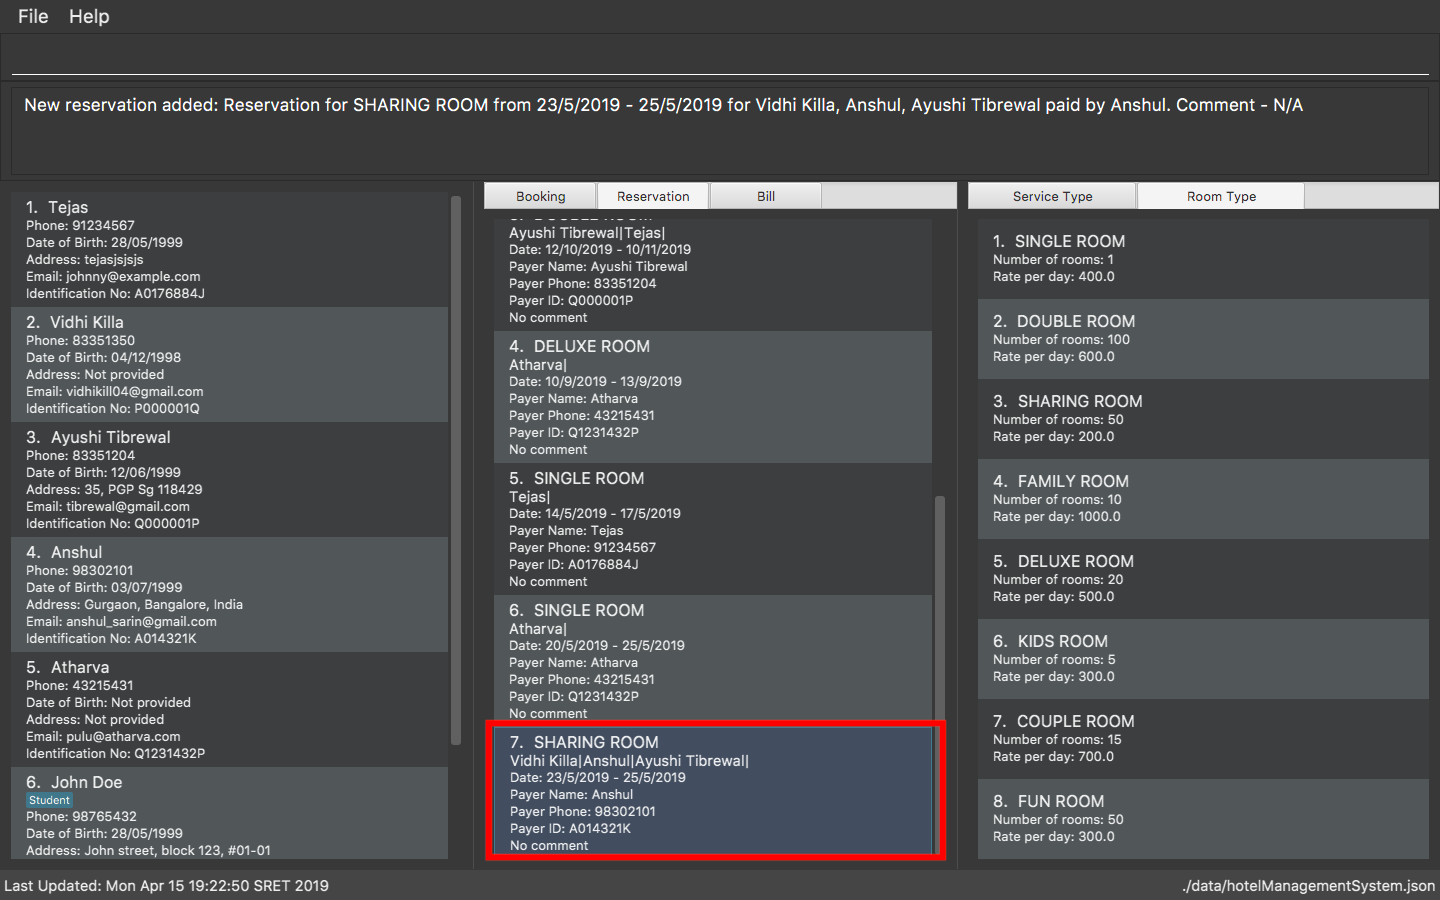 File Help
New reservation added: Reservation for SHARING ROOM from 23/5/2019 - 25/5/2019 for Vidhi Killa, Anshul, Ayushi Tibrewal paid by Anshul. Comment - N/A
1. Tejas
Phone: 91234567
Date of Birth: 28/05/1999
Address: tejasjsjsjs
Email: johnny@example.com
Identification No: A0176884J
2. Vidhi Killa
Phone: 83351350
Date of Birth: 04/12/1998
Address: Not provided
Email: vidhikill04@gmail.com
Identification No: P000001Q
3. Ayushi Tibrewal
Phone: 83351204
Date of Birth: 12/06/1999
Address: 35, PGP Sg 118429
Email: tibrewal@gmail.com
Identification No: Q000001P
4. Anshul
Phone: 98302101
Date of Birth: 03/07/1999
Address: Gurgaon, Bangalore, India
Email: anshul_sarin@gmail.com
Identification No: A014321K
5. Atharva
Phone: 43215431
Date of Birth: Not provided
Address: Not provided
Email: pulu@atharva.com
Identification No: Q1231432P
6. John Doe
Student
Phone: 98765432
Date of Birth: 28/05/1999
Address: John street, block 123, #01-01
Booking Reservation Bill
3. DOUBLE ROOM
Ayushi Tibrewal|Tejas|
Date: 12/10/2019 - 10/11/2019
Payer Name: Ayushi Tibrewal
Payer Phone: 83351204
Payer ID: Q000001P
No comment
4. DELUXE ROOM
Atharva|
Date: 10/9/2019 - 13/9/2019
Payer Name: Atharva
Payer Phone: 43215431
Payer ID: Q1231432P
No comment
5. SINGLE ROOM
Tejas|
Date: 14/5/2019 - 17/5/2019
Payer Name: Tejas
Payer Phone: 91234567
Payer ID: A0176884J
No comment
6. SINGLE ROOM
Atharva|
Date: 20/5/2019 - 25/5/2019
Payer Name: Atharva
Payer Phone: 43215431
Payer ID: Q1231432P
No comment
7. SHARING ROOM
Vidhi Killa|Anshul|Ayushi Tibrewal|
Date: 23/5/2019 - 25/5/2019
Payer Name: Anshul
Payer Phone: 98302101
Payer ID: A014321K
No comment
Service Type Room Type
1. SINGLE ROOM
Number of rooms: 1
Rate per day: 400.0
2. DOUBLE ROOM
Number of rooms: 100
Rate per day: 600.0
3. SHARING ROOM
Number of rooms: 50
Rate per day: 200.0
4. FAMILY ROOM
Number of rooms: 10
Rate per day: 1000.0
5. DELUXE ROOM
Number of rooms: 20
Rate per day: 500.0
6. KIDS ROOM
Number of rooms: 5
Rate per day: 300.0
7. COUPLE ROOM
Number of rooms: 15
Rate per day: 700.0
8. FUN ROOM
Number of rooms: 50
Rate per day: 300.0
Last Updated: Mon Apr 15 19:22:50 SRET 2019
./data/hotelManagementSystem.json